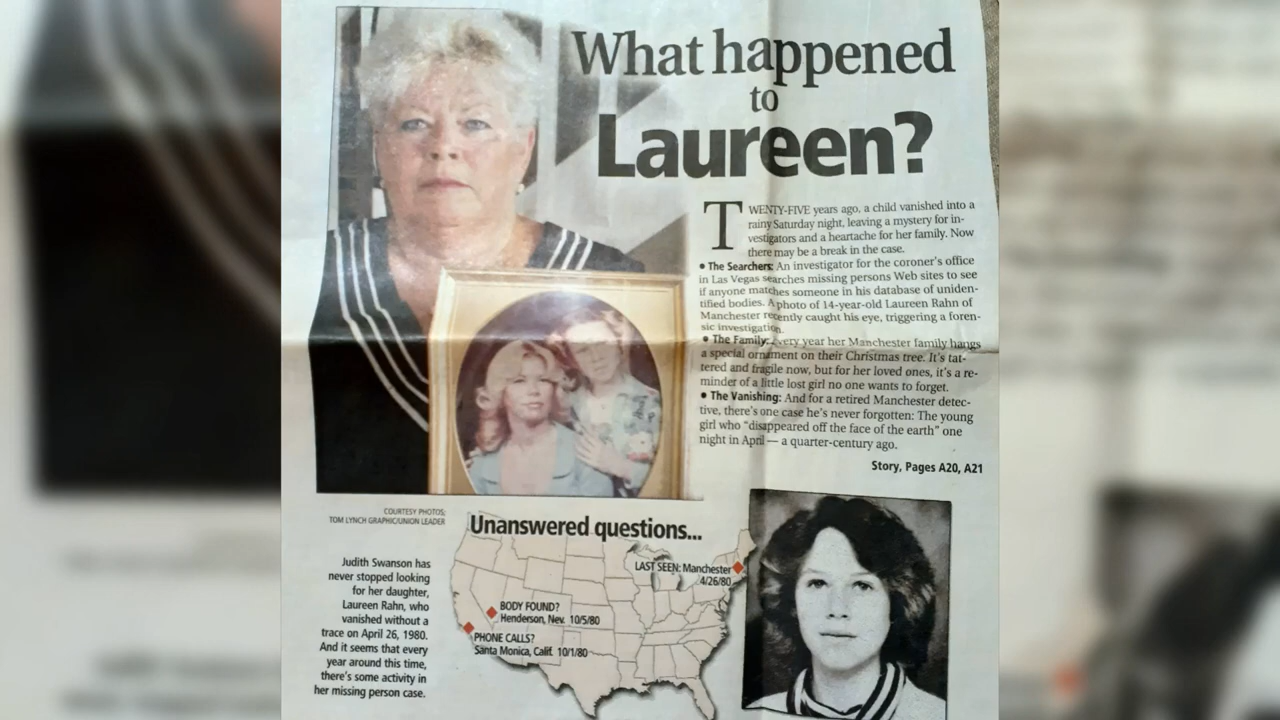 What happened
to
Laureen?
TWENTY-FIVE years ago, a child vanished into a
rainy Saturday night, leaving a mystery for in-
vestigators and a heartache for her family. Now
there may be a break in the case.
• The Searchers: An investigator for the coroner's office
in Las Vegas searches missing persons Web sites to see
if anyone matches someone in his database of uniden-
tified bodies. A photo of 14-year-old Laureen Rahn of
Manchester recently caught his eye, triggering a foren-
sic investigation.
• The Family: Every year her Manchester family hangs
a special ornament on their Christmas tree. It's tat-
tered and fragile now, but for her loved ones, it's a re-
minder of a little lost girl no one wants to forget.
• The Vanishing: And for a retired Manchester detec-
tive, there's one case he's never forgotten: The young
girl who "disappeared off the face of the earth" one
night in April — a quarter-century ago.
Story, Pages A20, A21
COURTESY PHOTOS;
TOM LYNCH GRAPHIC/UNION LEADER
Judith Swanson has
never stopped looking
for her daughter,
Laureen Rahn, who
vanished without a
trace on April 26, 1980.
And it seems that every
year around this time,
there's some activity in
her missing person case.
Unanswered questions...
LAST SEEN: Manchester
4/26/80
BODY FOUND?
Henderson, Nev. 10/5/80
PHONE CALLS?
Santa Monica, Calif. 10/1/80